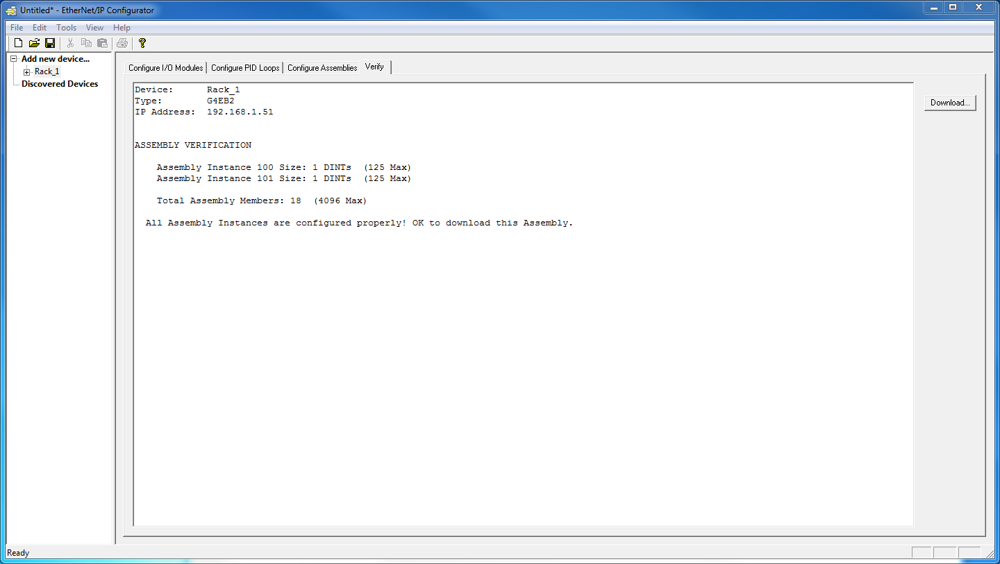 Untitled* - EtherNet/IP Configurator
File Edit Tools View Help
Add new device...
Rack_1
Discovered Devices
Configure I/O Modules Configure PID Loops Configure Assemblies Verify
Device: Rack_1
Type: G4EB2
IP Address: 192.168.1.51
ASSEMBLY VERIFICATION
Assembly Instance 100 Size: 1 DINTs (125 Max)
Assembly Instance 101 Size: 1 DINTs (125 Max)
Total Assembly Members: 18 (4096 Max)
All Assembly Instances are configured properly! OK to download this Assembly.
Download...
Ready